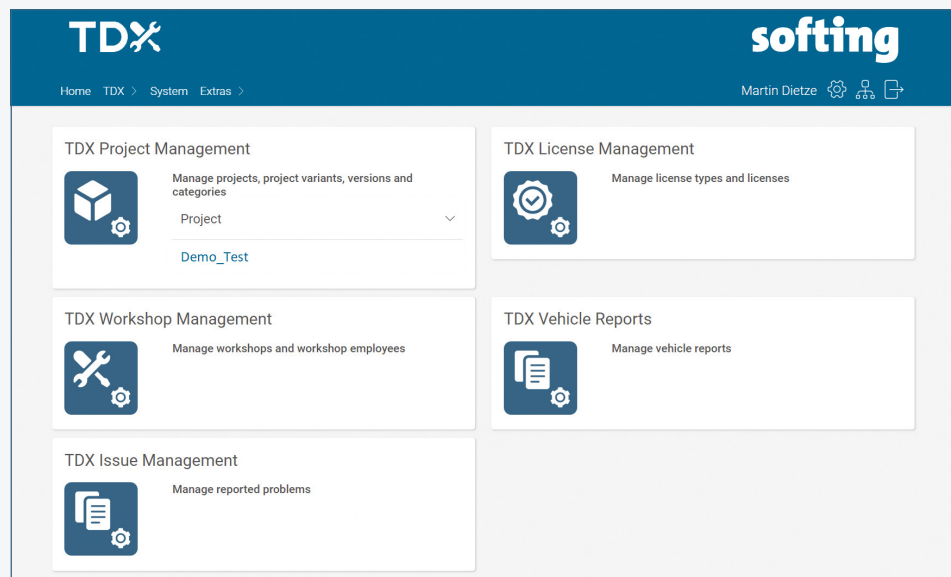 TDX
softing
Home TDX > System Extras >
Martin Dietze
TDX Project Management
Manage projects, project variants, versions and
categories
Project
Demo_Test
TDX License Management
Manage license types and licenses
TDX Workshop Management
Manage workshops and workshop employees
TDX Vehicle Reports
Manage vehicle reports
TDX Issue Management
Manage reported problems